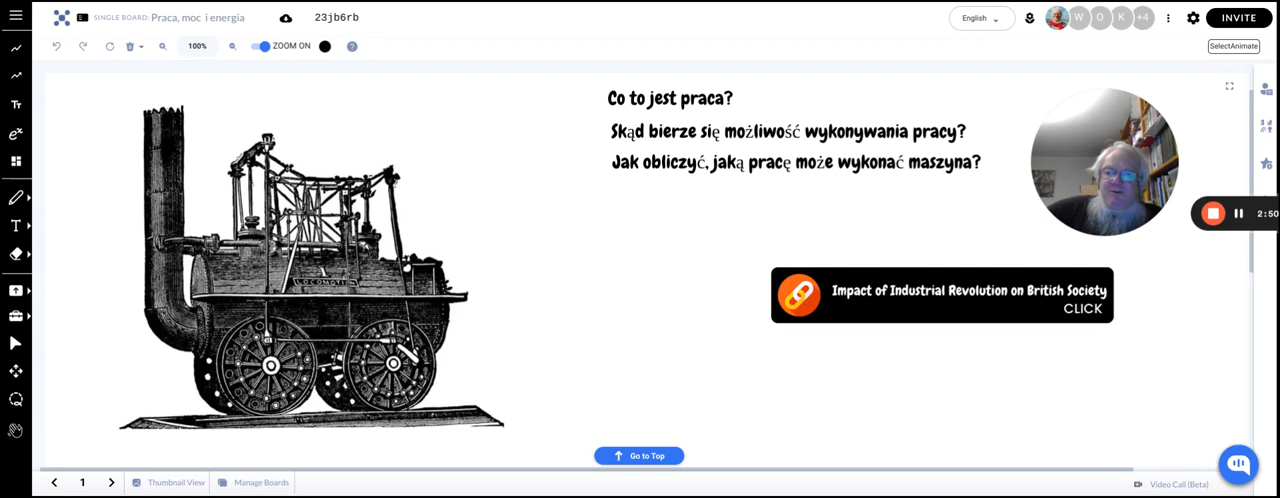 SINGLE BOARD: Praca, moc i energia
23jb6rb
English
W O K +4
INVITE
100%
ZOOM ON
SelectAnimate
Co to jest praca?
Skąd bierze się możliwość wykonywania pracy?
Jak obliczyć, jaką pracę może wykonać maszyna?
2:50
LOCOMOTION
Impact of Industrial Revolution on British Society
CLICK
Go to Top
1
Thumbnail View
Manage Boards
Video Call (Beta)